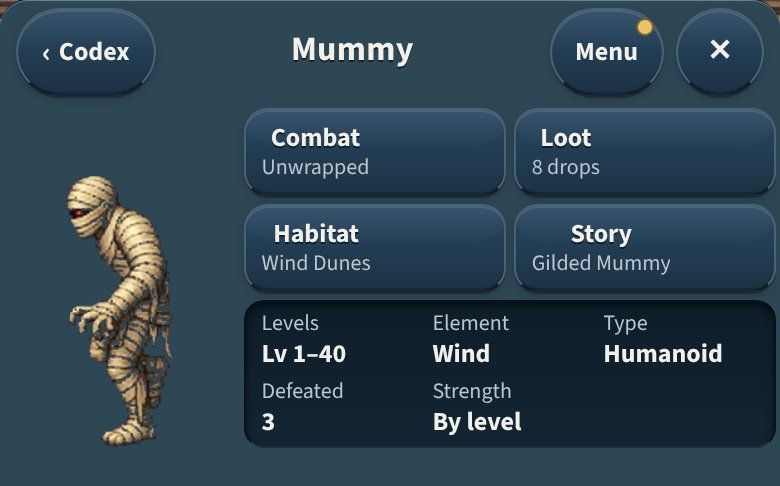 ‹ Codex
Mummy
Menu
✕
Combat
Unwrapped
Loot
8 drops
Habitat
Wind Dunes
Story
Gilded Mummy
Levels
Element
Type
Lv 1–40
Wind
Humanoid
Defeated
Strength
3
By level